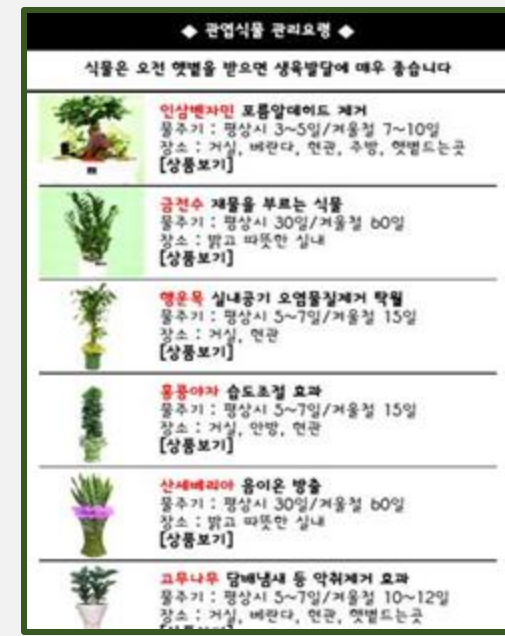 ◆ 관엽식물 관리요령 ◆
식물은 오전 햇볕을 받으면 생육발달에 매우 좋습니다
인삼벤자민 포름알데히드 제거
물주기 : 평상시 3~5일/겨울철 7~10일
장소 : 거실, 베란다, 현관, 주방, 햇볕드는곳
[상품보기]
금전수 재물을 부르는 식물
물주기 : 평상시 30일/겨울철 60일
장소 : 밝고 따뜻한 실내
[상품보기]
행운목 실내공기 오염물질제거 탁월
물주기 : 평상시 5~7일/겨울철 15일
장소 : 거실, 현관
[상품보기]
홍콩야자 습도조절 효과
물주기 : 평상시 5~7일/겨울철 15일
장소 : 거실, 안방, 현관
[상품보기]
산세베리아 음이온 방출
물주기 : 평상시 30일/겨울철 60일
장소 : 밝고 따뜻한 실내
[상품보기]
고무나무 담배냄새 등 악취제거 효과
물주기 : 평상시 5~7일/겨울철 10~12일
장소 : 거실, 베란다, 현관, 햇볕드는곳